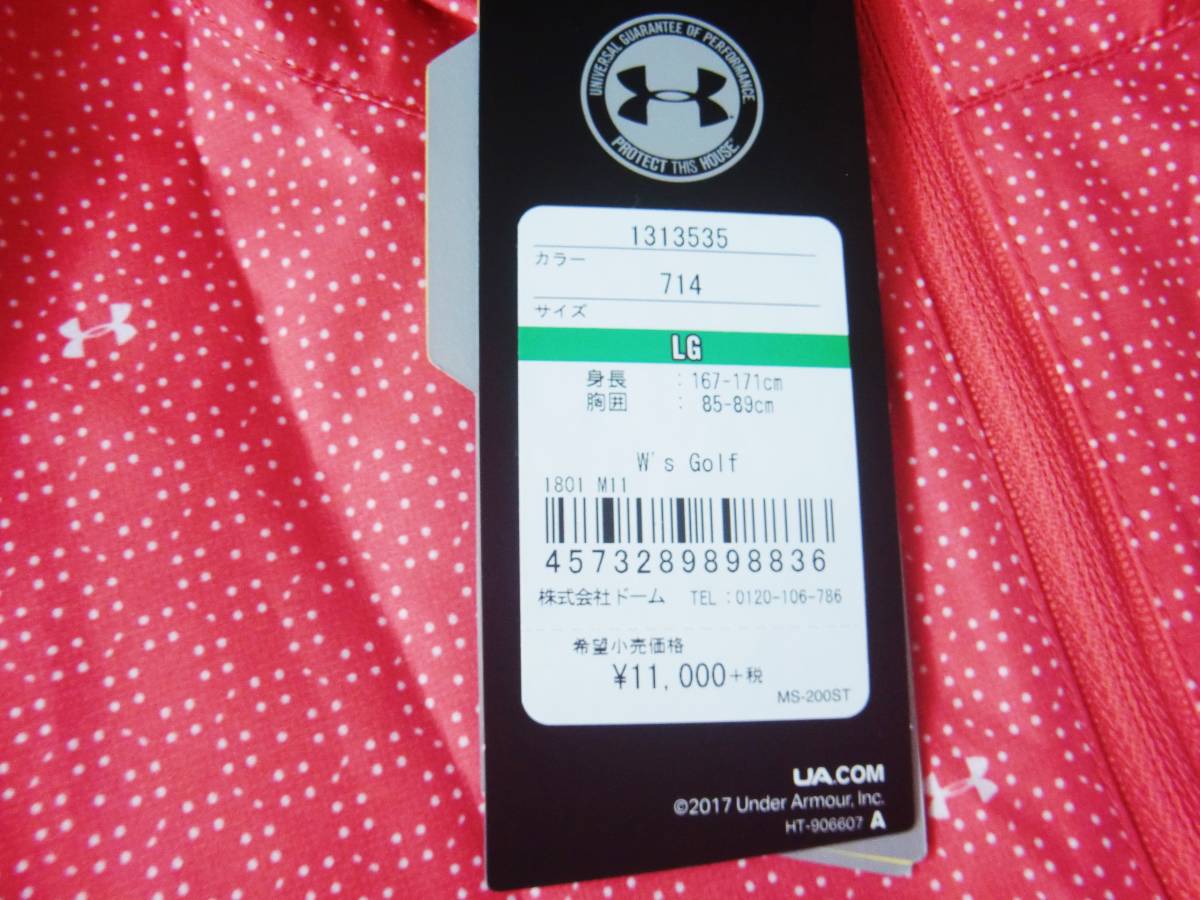 UNIVERSAL GUARANTEE OF PERFORMANCE
PROTECT THIS HOUSE
1313535
カラー
714
サイズ
LG
身長 : 167-171cm
胸囲 : 85-89cm
W's Golf
1801 M11
4573289898836
株式会社ドーム TEL : 0120-106-786
希望小売価格
¥11,000+税
MS-200ST
UA.COM
©2017 Under Armour, Inc.
HT-906607 A